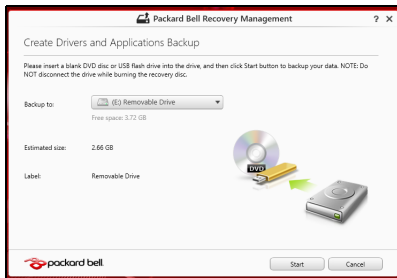 Packard Bell Recovery Management
? X
Create Drivers and Applications Backup
Please insert a blank DVD disc or USB flash drive into the drive, and then click Start button to backup your data. NOTE: Do
NOT disconnect the drive while burning the recovery disc.
Backup to:
(E:) Removable Drive
Free space: 3.72 GB
Estimated size:
2.66 GB
DVD
Label:
Removable Drive
packard bell.
Start
Cancel